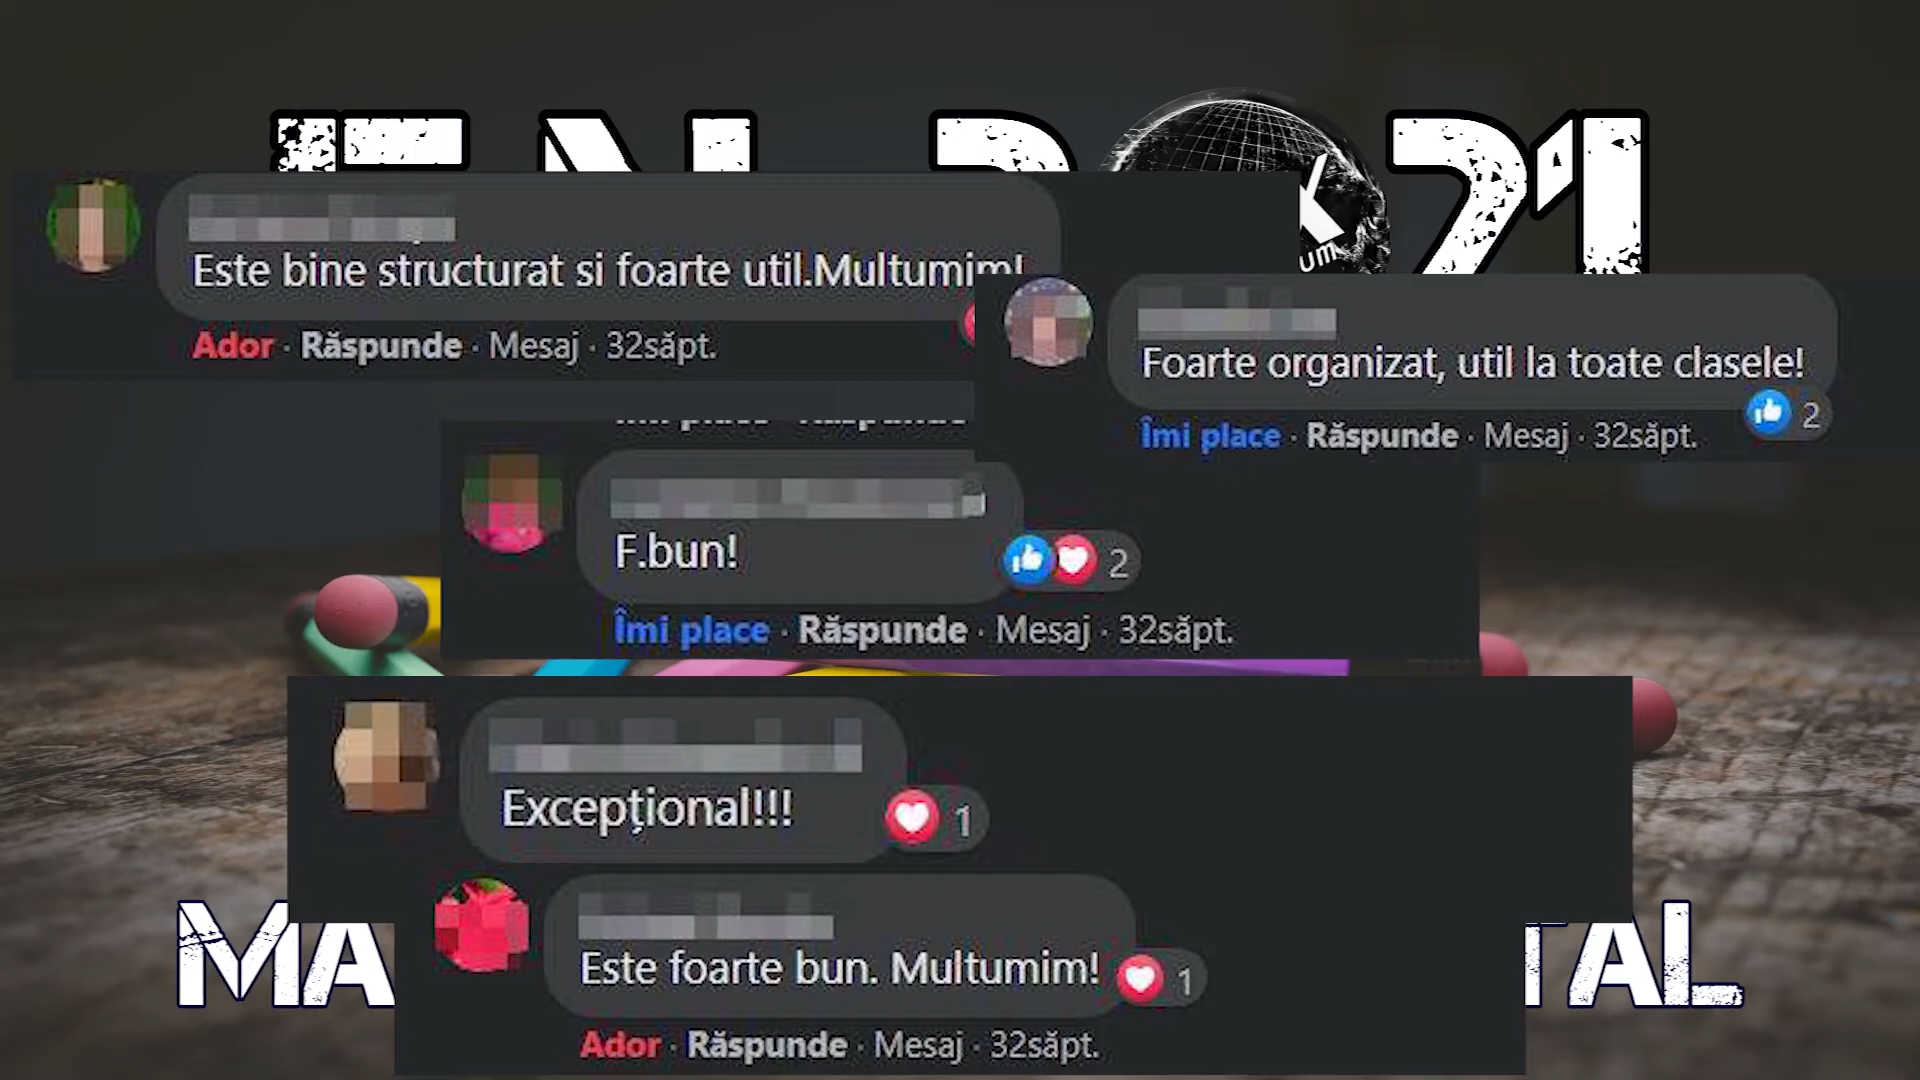 21
Este bine structurat si foarte util.Multumim!
Ador · Răspunde · Mesaj · 32săpt.
Foarte organizat, util la toate clasele!
2
Îmi place · Răspunde · Mesaj · 32săpt.
F.bun!
2
Îmi place · Răspunde · Mesaj · 32săpt.
Excepțional!!!
1
Este foarte bun. Multumim!
1
Ador · Răspunde · Mesaj · 32săpt.